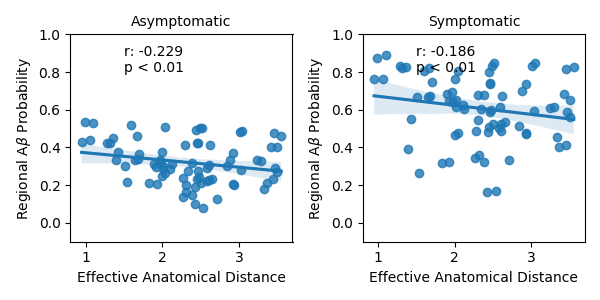 Asymptomatic
r: -0.229
p < 0.01
Regional Aβ Probability
1.0
0.8
0.6
0.4
0.2
0.0
1 2 3
Effective Anatomical Distance
Symptomatic
r: -0.186
p < 0.01
Regional Aβ Probability
1.0
0.8
0.6
0.4
0.2
0.0
1 2 3
Effective Anatomical Distance